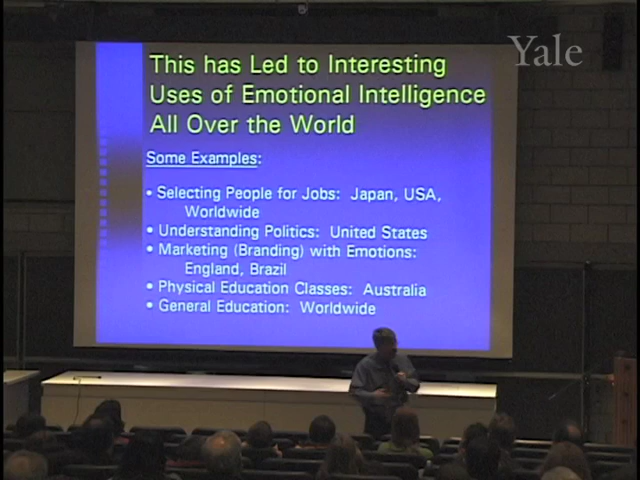 Yale
This has Led to Interesting
Uses of Emotional Intelligence
All Over the World
Some Examples:
• Selecting People for Jobs: Japan, USA,
Worldwide
• Understanding Politics: United States
• Marketing (Branding) with Emotions:
England, Brazil
• Physical Education Classes: Australia
• General Education: Worldwide